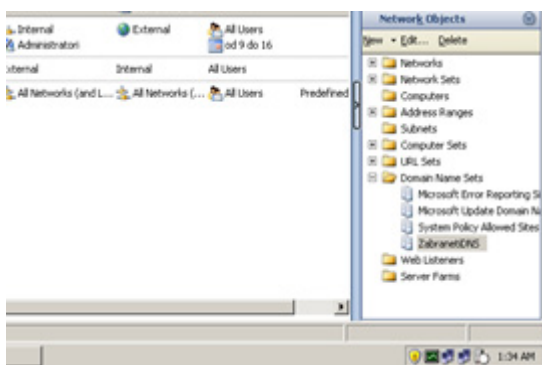 Network Objects
Internal External All Users
Administratori od 9 do 16
New Edit... Delete
xternal Internal All Users
All Networks (and L... All Networks (... All Users Predefined
Networks
Network Sets
Computers
Address Ranges
Subnets
Computer Sets
URL Sets
Domain Name Sets
Microsoft Error Reporting Si
Microsoft Update Domain Na
System Policy Allowed Sites
ZabranetiDNS
Web Listeners
Server Farms
1:34 AM